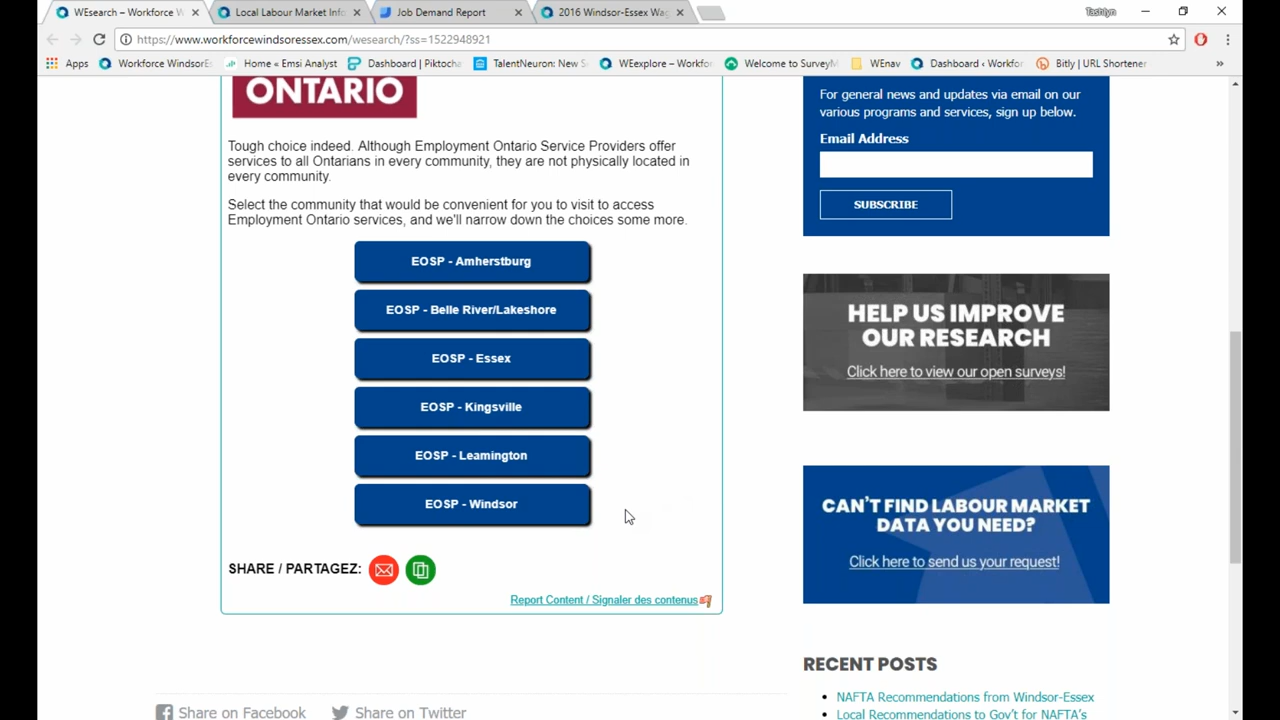 WEsearch – Workforce W
Local Labour Market Info
Job Demand Report
2016 Windsor-Essex Wag
Tashlyn
https://www.workforcewindsoressex.com/wesearch/?ss=1522948921
Apps
Workforce WindsorEs
Home « Emsi Analyst
Dashboard | Piktocha
TalentNeuron: New S
WEexplore – Workfor
Welcome to SurveyM
WEnav
Dashboard ‹ Workfor
Bitly | URL Shortener
»
ONTARIO
Tough choice indeed. Although Employment Ontario Service Providers offer
services to all Ontarians in every community, they are not physically located in
every community.
Select the community that would be convenient for you to visit to access
Employment Ontario services, and we'll narrow down the choices some more.
EOSP - Amherstburg
EOSP - Belle River/Lakeshore
EOSP - Essex
EOSP - Kingsville
EOSP - Leamington
EOSP - Windsor
SHARE / PARTAGEZ:
Report Content / Signaler des contenus
Share on Facebook
Share on Twitter
For general news and updates via email on our
various programs and services, sign up below.
Email Address
SUBSCRIBE
HELP US IMPROVE
OUR RESEARCH
Click here to view our open surveys!
CAN'T FIND LABOUR MARKET
DATA YOU NEED?
Click here to send us your request!
RECENT POSTS
NAFTA Recommendations from Windsor-Essex
Local Recommendations to Gov't for NAFTA's